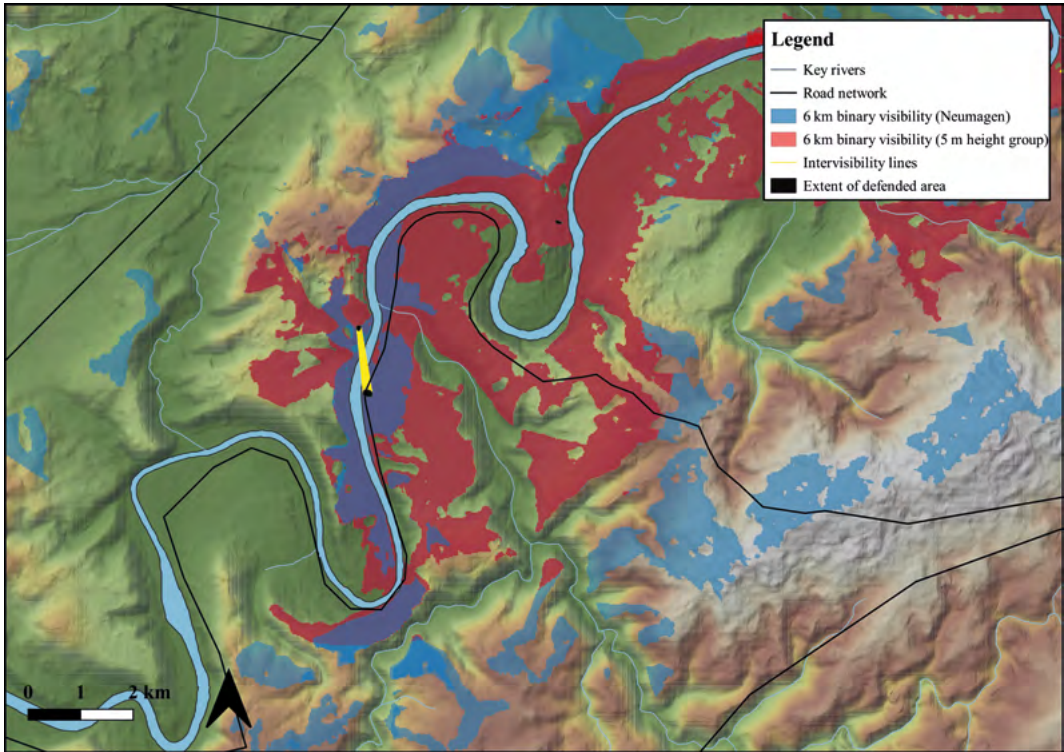 Legend
Key rivers
Road network
6 km binary visibility (Neumagen)
6 km binary visibility (5 m height group)
Intervisibility lines
Extent of defended area
0 1 2 km